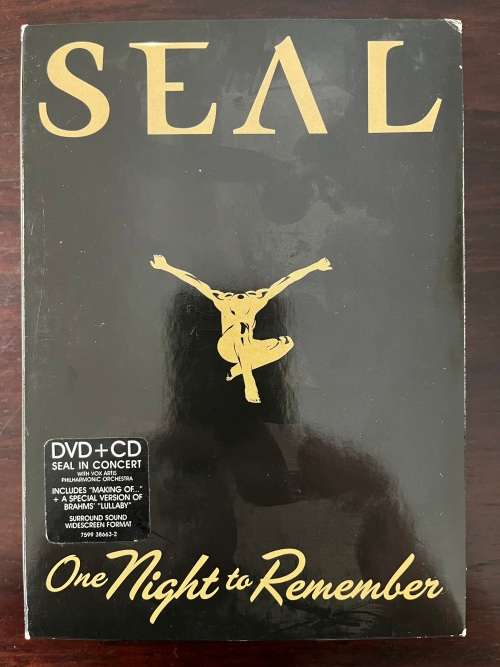 SEAL
DVD+CD
SEAL IN CONCERT
WITH VOX ARTIS
PHILHARMONIC ORCHESTRA
INCLUDES "MAKING OF..."
+ A SPECIAL VERSION OF
BRAHMS' "LULLABY"
SURROUND SOUND
WIDESCREEN FORMAT
7599 38663-2
One Night to Remember